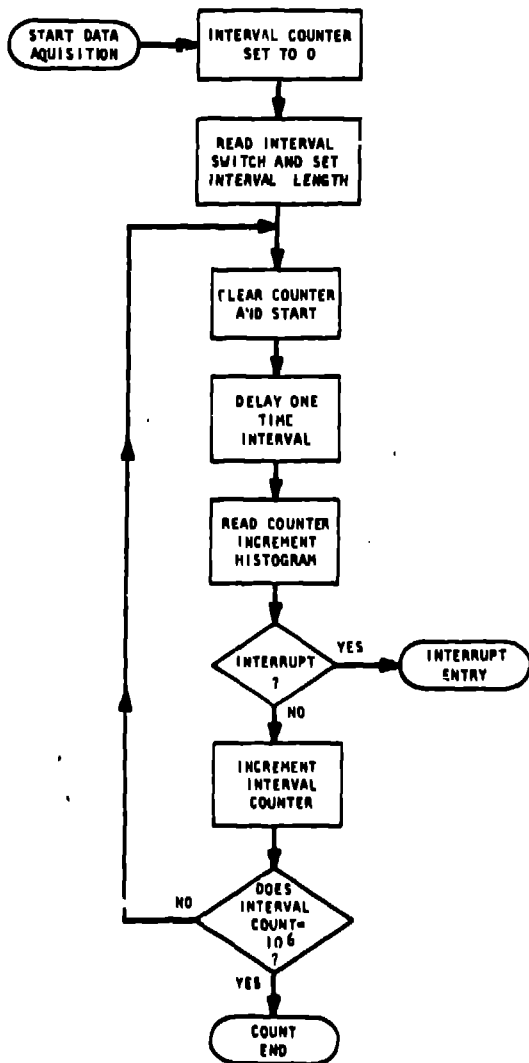 START DATA
AQUISITION
INTERVAL COUNTER
SET TO 0
READ INTERVAL
SWITCH AND SET
INTERVAL LENGTH
CLEAR COUNTER
AND START
DELAY ONE
TIME
INTERVAL
READ COUNTER
INCREMENT
HISTOGRAM
INTERRUPT
?
YES
INTERRUPT
ENTRY
NO
INCREMENT
INTERVAL
COUNTER
DOES
INTERVAL
COUNT=
10⁶
?
NO
YES
COUNT
END